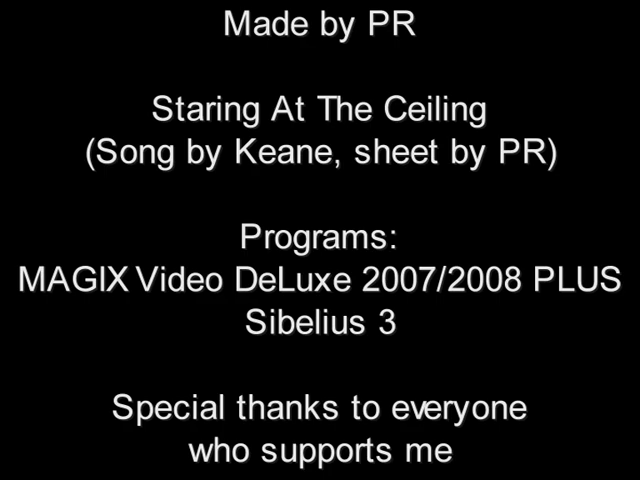 Made by PR
Staring At The Ceiling
(Song by Keane, sheet by PR)
Programs:
MAGIX Video DeLuxe 2007/2008 PLUS
Sibelius 3
Special thanks to everyone
who supports me